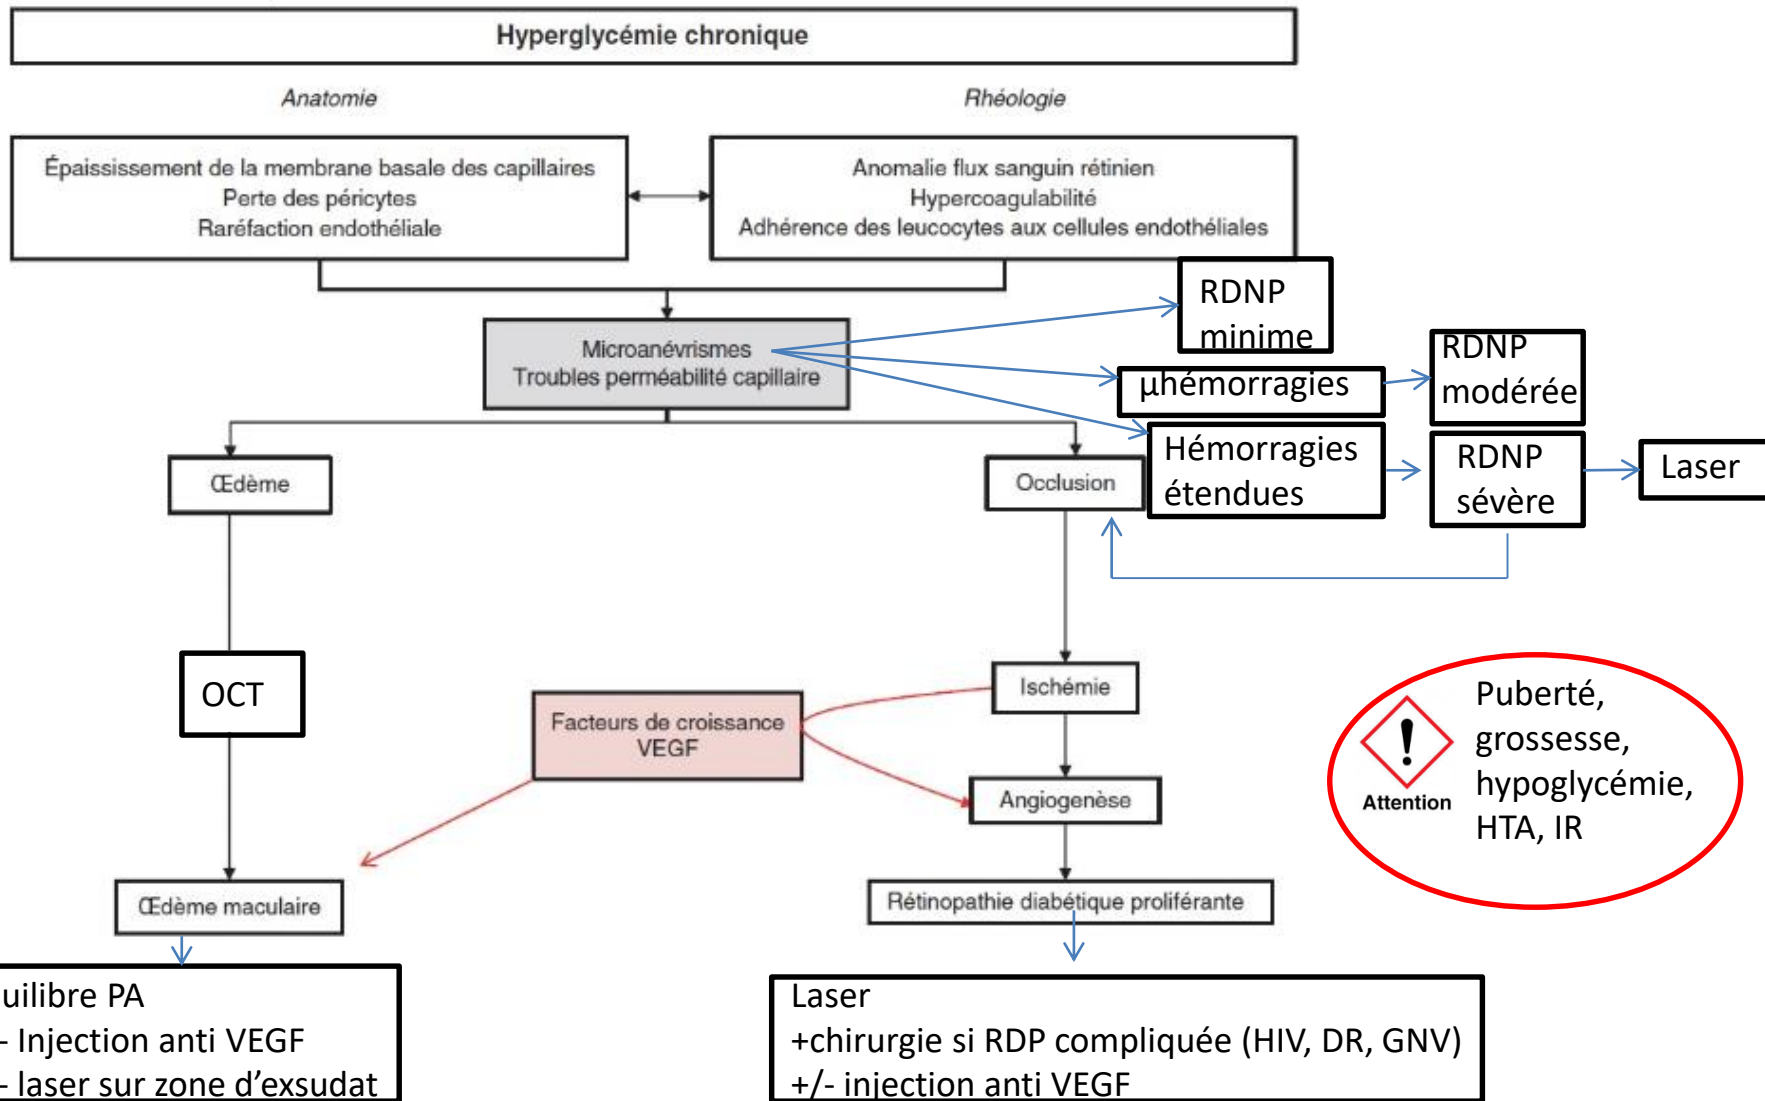 Hyperglycémie chronique
Anatomie
Rhéologie
Épaississement de la membrane basale des capillaires
Perte des péricytes
Raréfaction endothéliale
Anomalie flux sanguin rétinien
Hypercoagulabilité
Adhérence des leucocytes aux cellules endothéliales
RDNP
minime
Microanévrismes
Troubles perméabilité capillaire
µhémorragies
RDNP
modérée
Hémorragies
étendues
RDNP
sévère
Laser
Œdème
Occlusion
OCT
Ischémie
Facteurs de croissance
VEGF
Angiogenèse
Attention
Puberté,
grossesse,
hypoglycémie,
HTA, IR
Œdème maculaire
Rétinopathie diabétique proliférante
uilibre PA
- Injection anti VEGF
- laser sur zone d’exsudat
Laser
+chirurgie si RDP compliquée (HIV, DR, GNV)
+/- injection anti VEGF